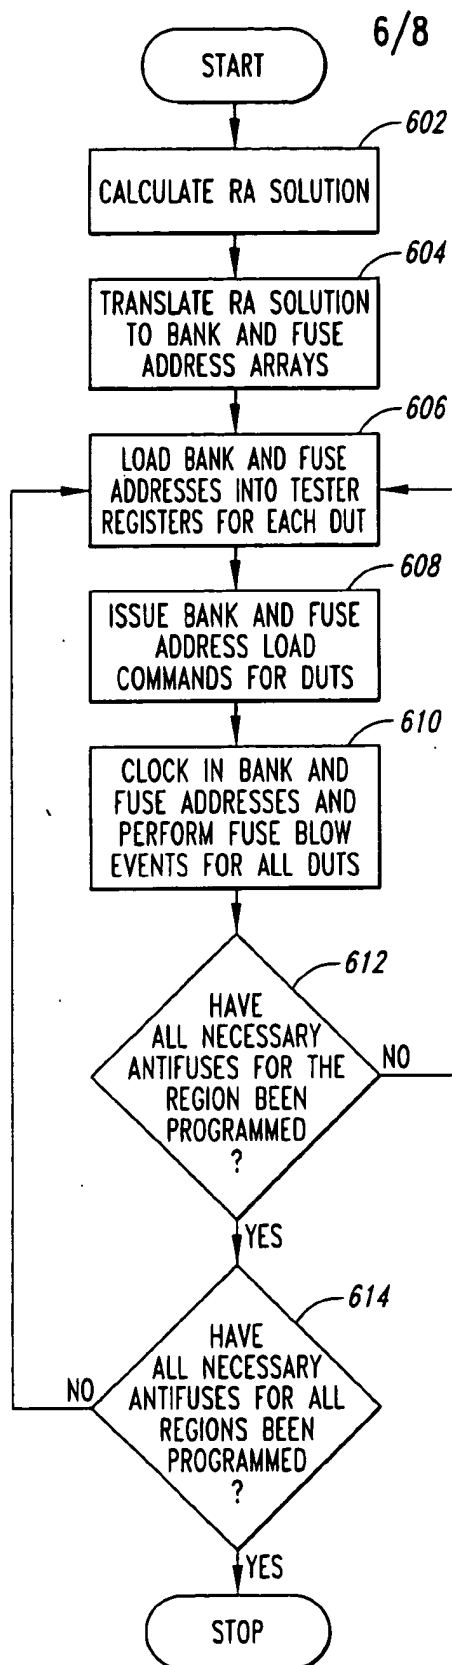 6/8
START
602
CALCULATE RA SOLUTION
604
TRANSLATE RA SOLUTION
TO BANK AND FUSE
ADDRESS ARRAYS
606
LOAD BANK AND FUSE
ADDRESSES INTO TESTER
REGISTERS FOR EACH DUT
608
ISSUE BANK AND FUSE
ADDRESS LOAD
COMMANDS FOR DUTS
610
CLOCK IN BANK AND
FUSE ADDRESSES AND
PERFORM FUSE BLOW
EVENTS FOR ALL DUTS
612
HAVE
ALL NECESSARY
ANTIFUSES FOR THE
REGION BEEN
PROGRAMMED
?
NO
YES
614
HAVE
ALL NECESSARY
ANTIFUSES FOR ALL
REGIONS BEEN
PROGRAMMED
?
NO
YES
STOP